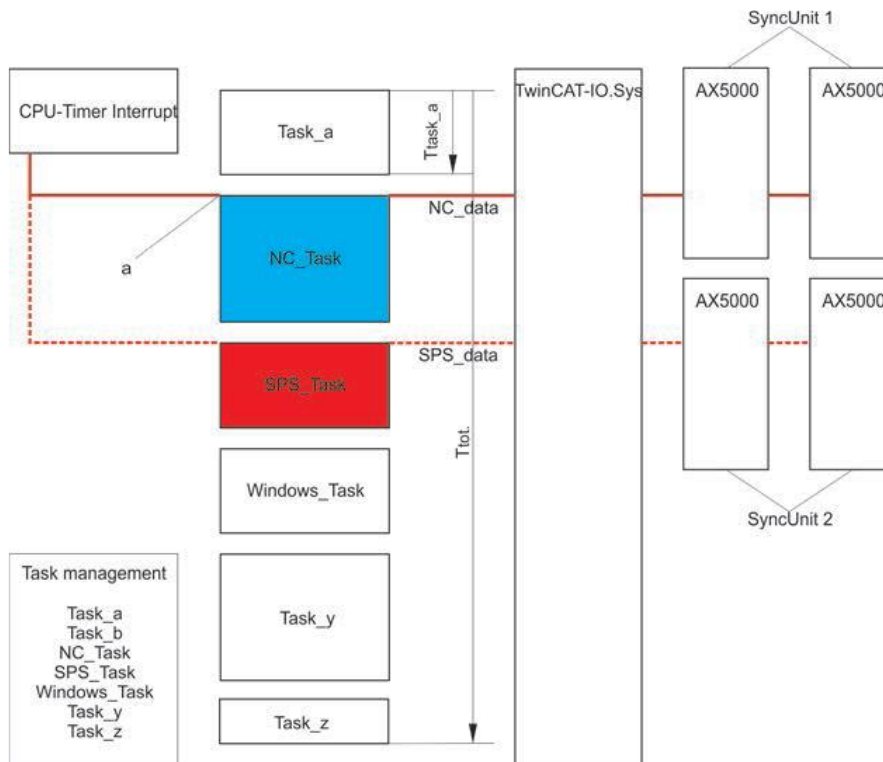 SyncUnit 1
CPU-Timer Interrupt
Task_a
Ttask_a
TwinCAT-IO.Sys
AX5000
AX5000
NC_data
a
NC_Task
AX5000
AX5000
SPS_data
SPS_Task
Ttot.
Windows_Task
SyncUnit 2
Task management
Task_a
Task_b
NC_Task
SPS_Task
Windows_Task
Task_y
Task_z
Task_y
Task_z